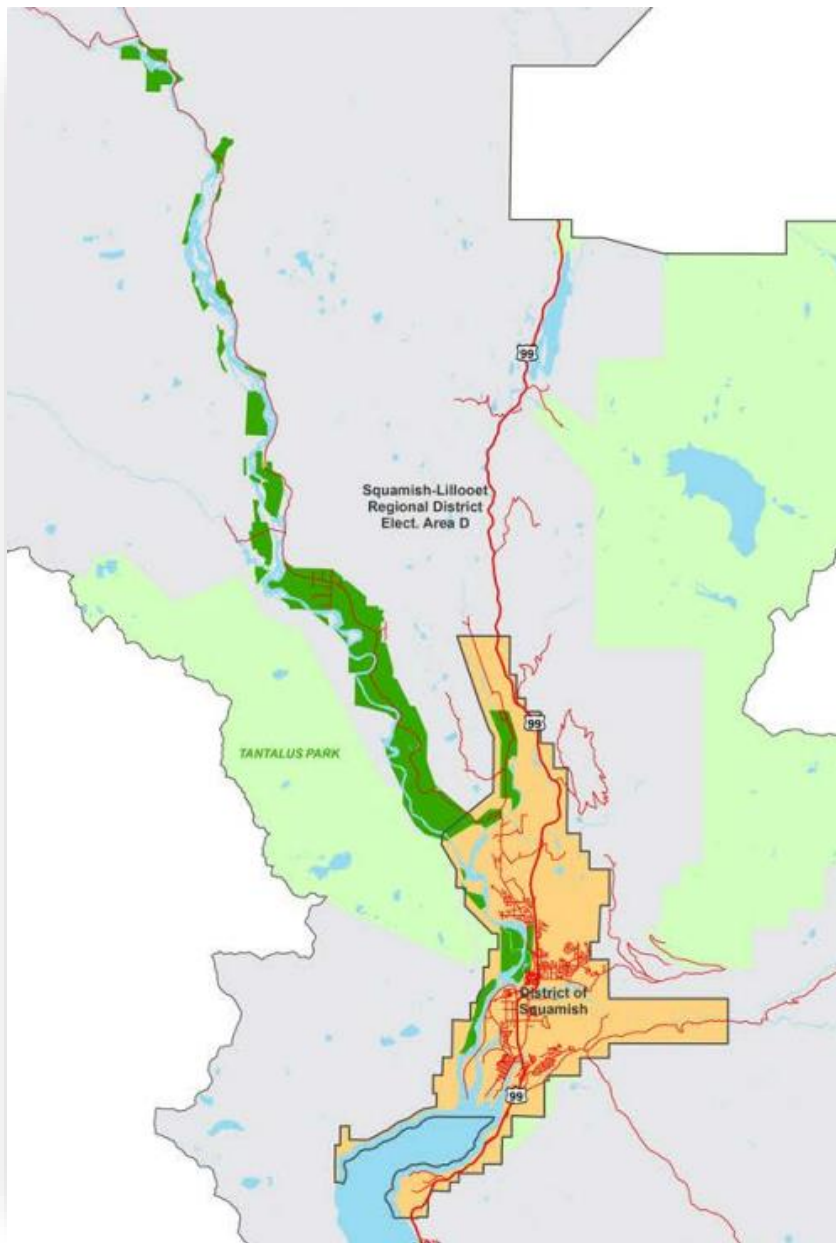 99
Squamish-Lillooet
Regional District
Elect. Area D
99
TANTALUS PARK
District of
Squamish
99